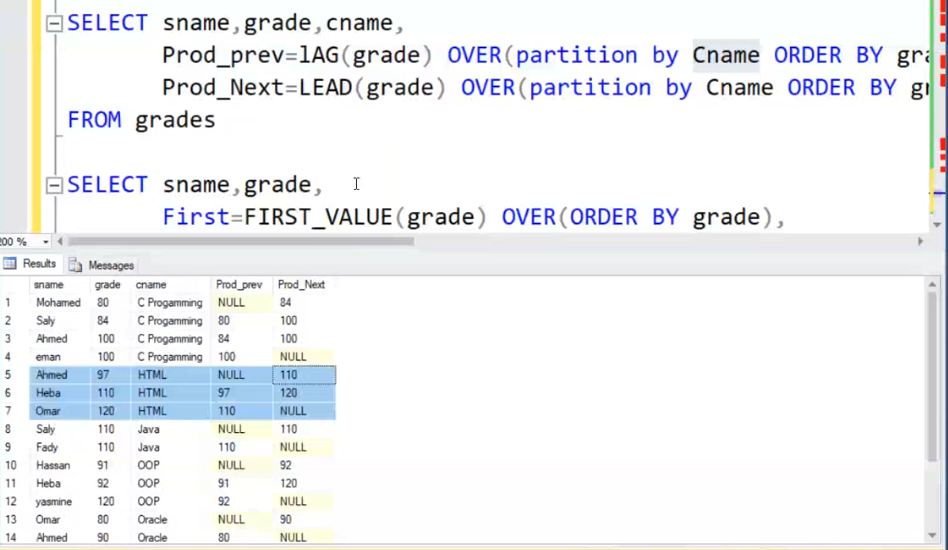 SELECT sname,grade,cname,
Prod_prev=lAG(grade) OVER(partition by Cname ORDER BY gra
Prod_Next=LEAD(grade) OVER(partition by Cname ORDER BY gr
FROM grades
SELECT sname,grade,
First=FIRST_VALUE(grade) OVER(ORDER BY grade),
200 %
Results Messages
sname grade cname Prod_prev Prod_Next
1 Mohamed 80 C Progamming NULL 84
2 Saly 84 C Progamming 80 100
3 Ahmed 100 C Progamming 84 100
4 eman 100 C Progamming 100 NULL
5 Ahmed 97 HTML NULL 110
6 Heba 110 HTML 97 120
7 Omar 120 HTML 110 NULL
8 Saly 110 Java NULL 110
9 Fady 110 Java 110 NULL
10 Hassan 91 OOP NULL 92
11 Heba 92 OOP 91 120
12 yasmine 120 OOP 92 NULL
13 Omar 80 Oracle NULL 90
14 Ahmed 90 Oracle 80 NULL